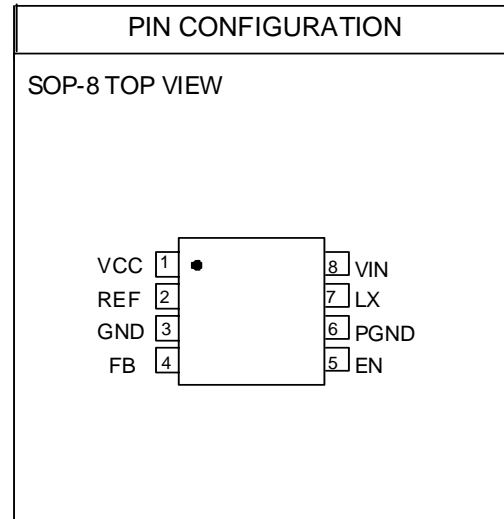 PIN CONFIGURATION
SOP-8 TOP VIEW
VCC 1 8 VIN
REF 2 7 LX
GND 3 6 PGND
FB 4 5 EN